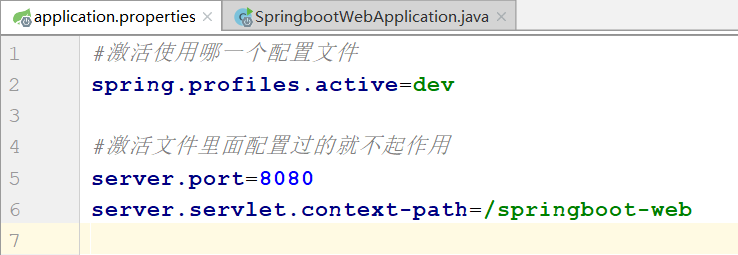 application.properties × SpringbootWebApplication.java ×
1 #激活使用哪一个配置文件
2 spring.profiles.active=dev
3
4 #激活文件里面配置过的就不起作用
5 server.port=8080
6 server.servlet.context-path=/springboot-web
7